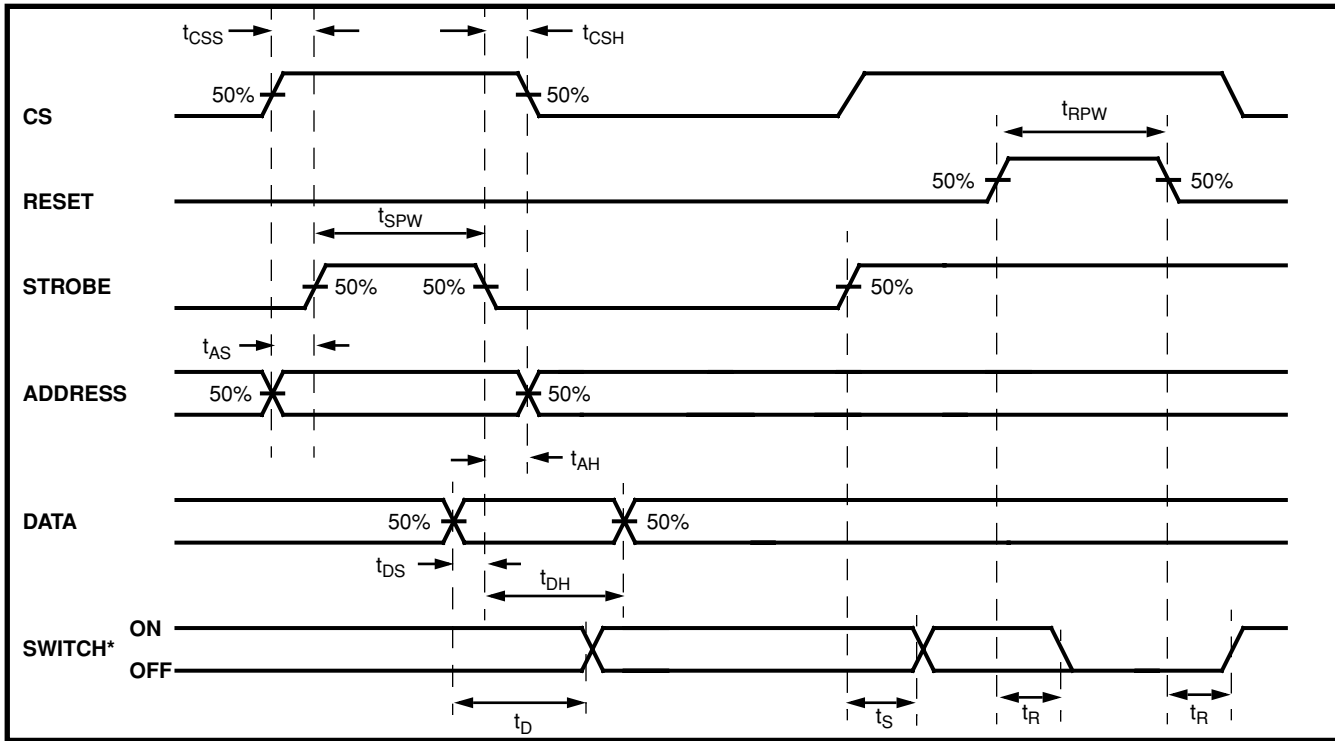 tCSS
tCSH
50%
50%
CS
tRPW
50%
50%
RESET
tSPW
50%
50%
50%
STROBE
tAS
50%
50%
ADDRESS
tAH
50%
50%
DATA
tDS
tDH
ON
SWITCH*
OFF
tD
tS
tR
tR